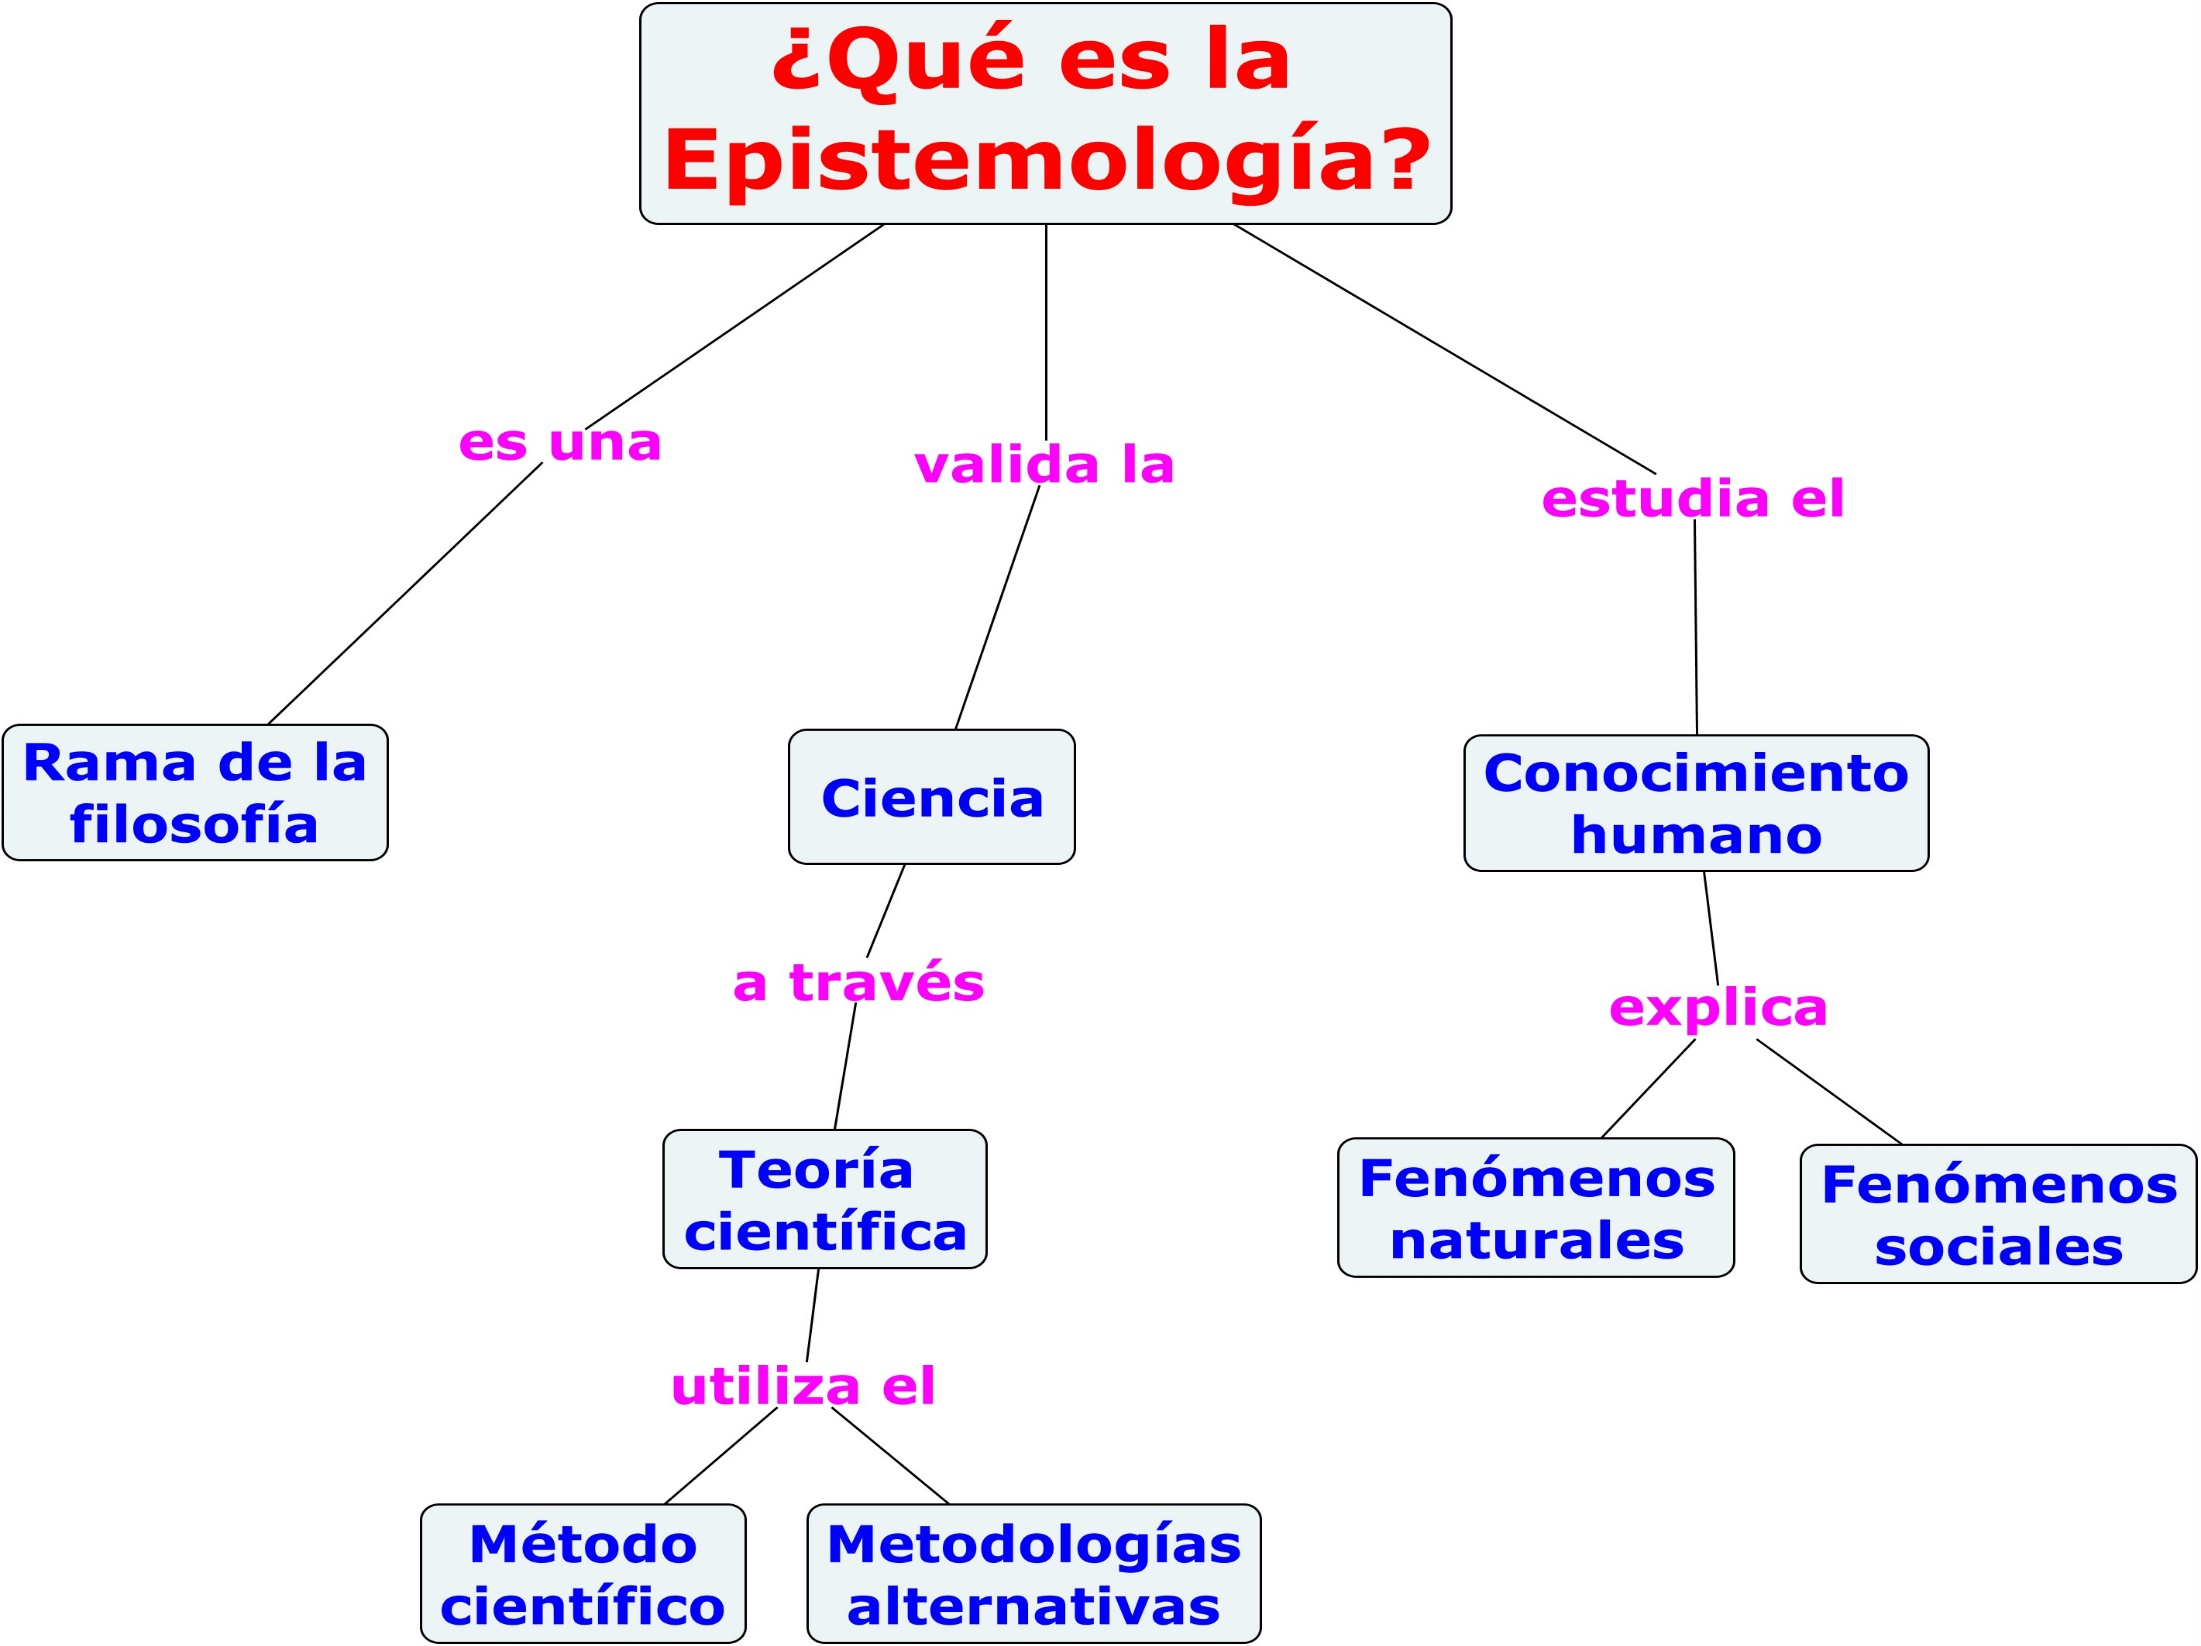 ¿Qué es la
Epistemología?
es una
valida la
estudia el
Rama de la
filosofía
Ciencia
Conocimiento
humano
a través
explica
Teoría
científica
Fenómenos
naturales
Fenómenos
sociales
utiliza el
Método
científico
Metodologías
alternativas